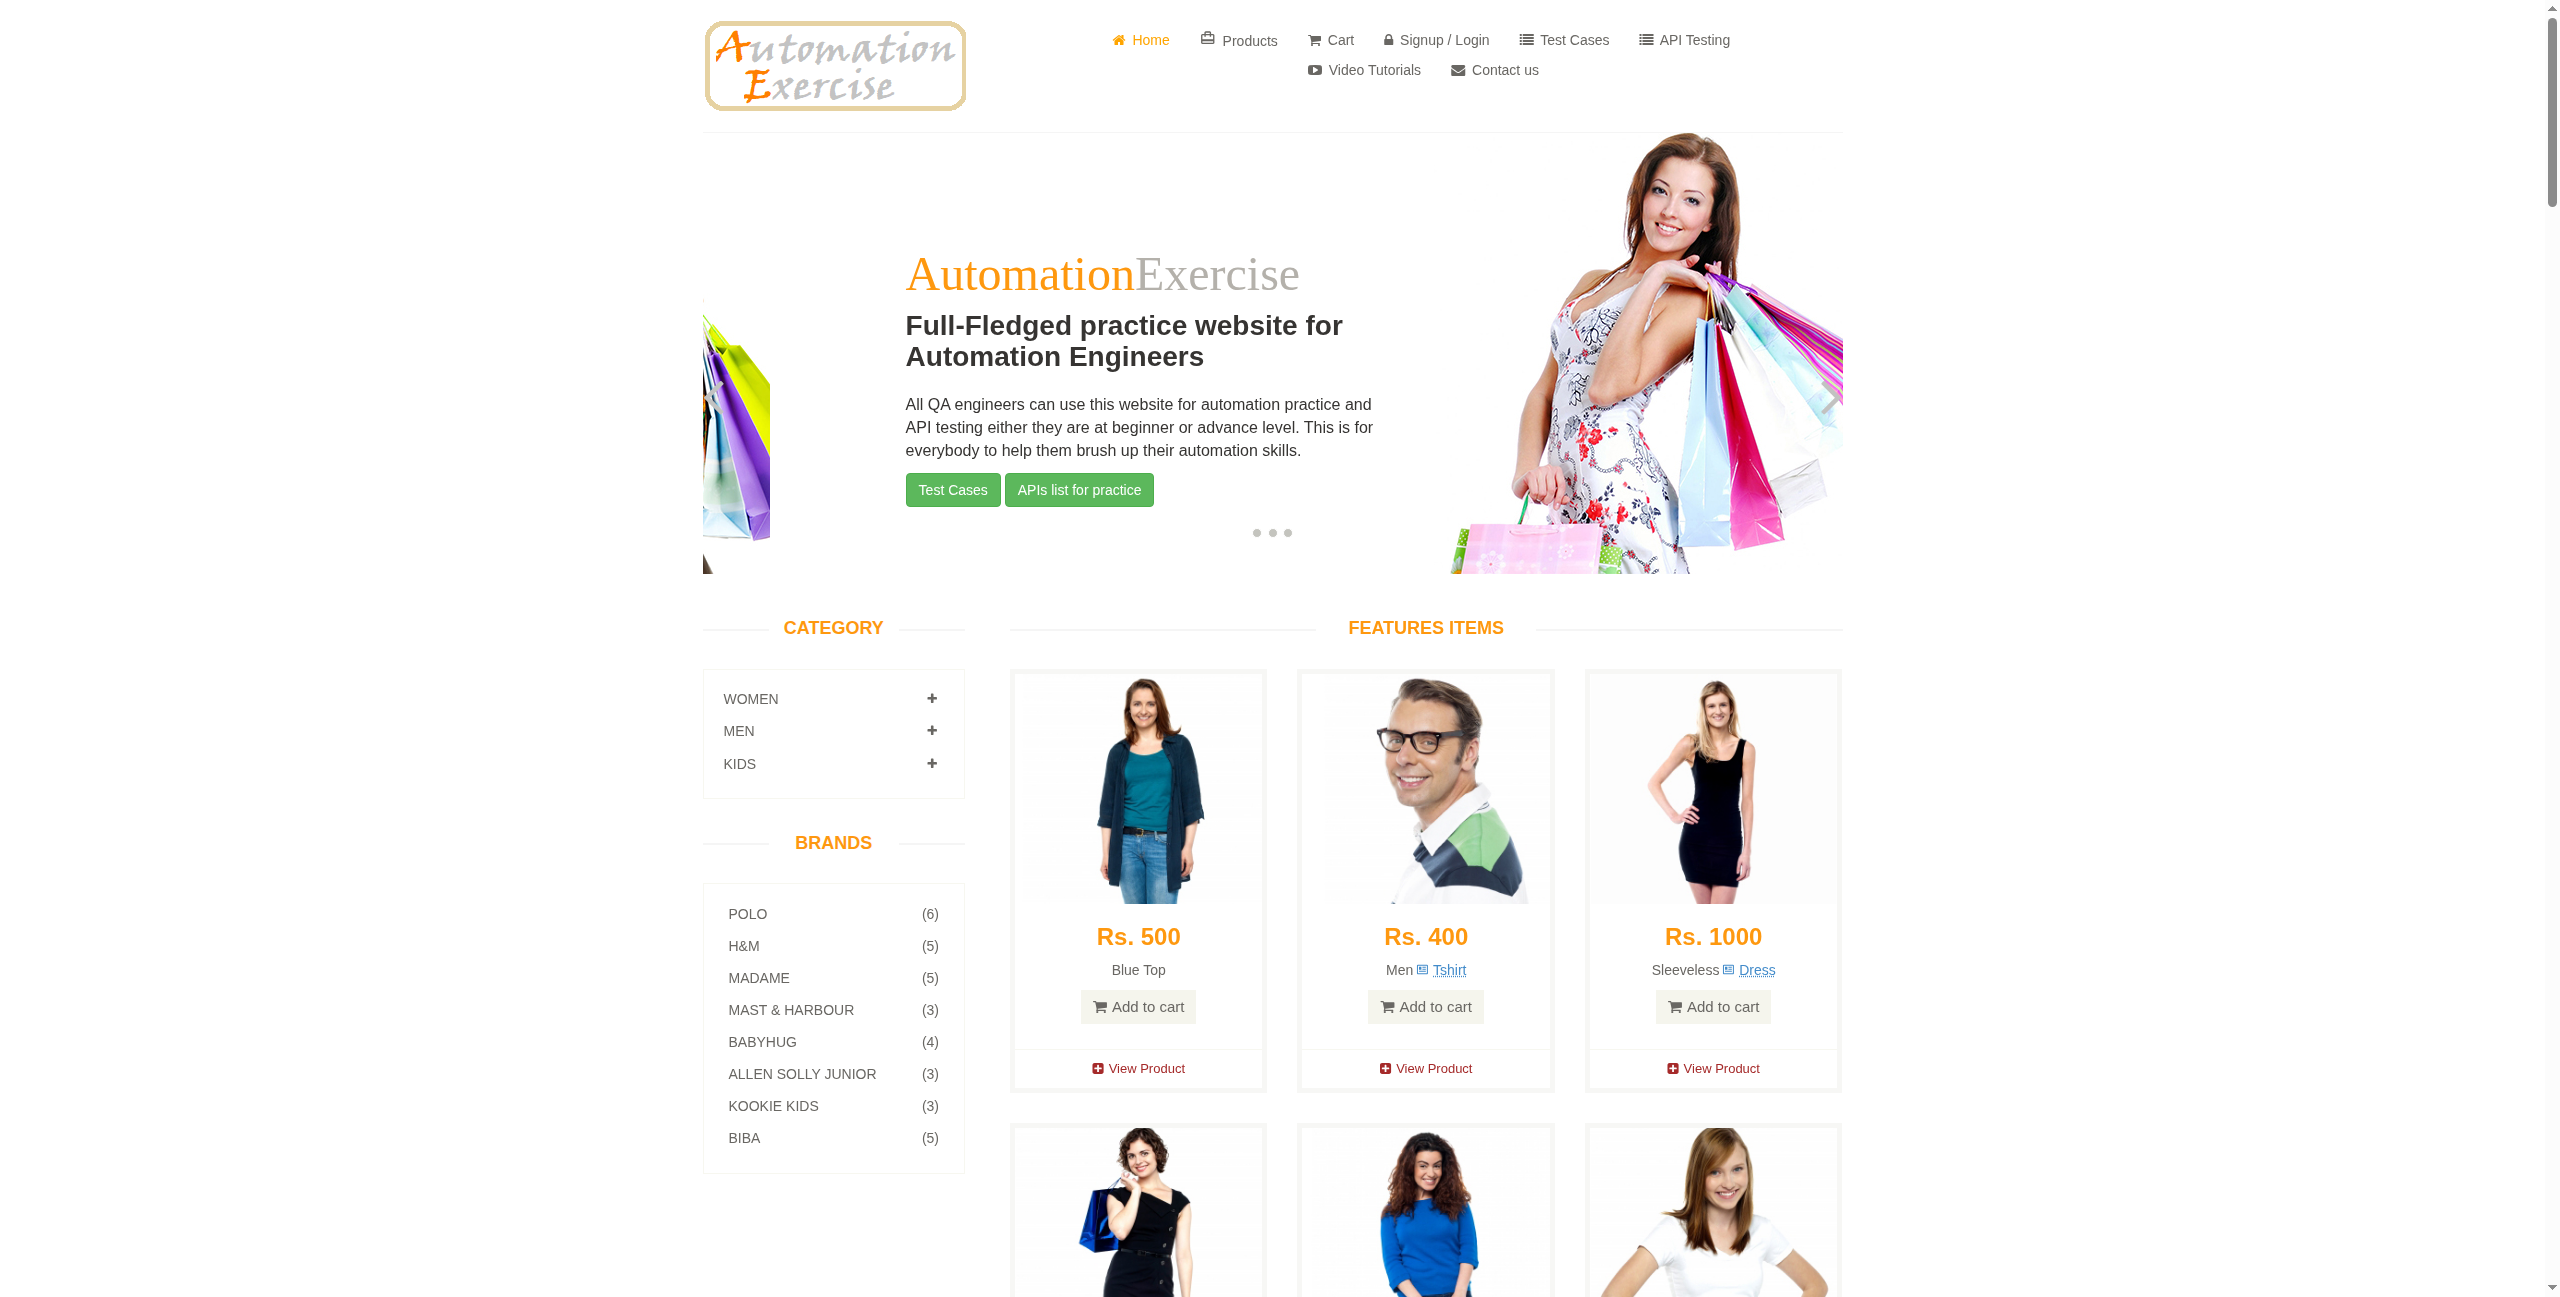 Automation
Exercise
Home
Products
Cart
Signup / Login
Test Cases
API Testing
Video Tutorials
Contact us
AutomationExercise
Full-Fledged practice website for
Automation Engineers
All QA engineers can use this website for automation practice and
API testing either they are at beginner or advance level. This is for
everybody to help them brush up their automation skills.
Test Cases
APIs list for practice
CATEGORY
WOMEN
MEN
KIDS
BRANDS
POLO (6)
H&M (5)
MADAME (5)
MAST & HARBOUR (3)
BABYHUG (4)
ALLEN SOLLY JUNIOR (3)
KOOKIE KIDS (3)
BIBA (5)
FEATURES ITEMS
Rs. 500
Blue Top
Add to cart
View Product
Rs. 400
Men Tshirt
Add to cart
View Product
Rs. 1000
Sleeveless Dress
Add to cart
View Product